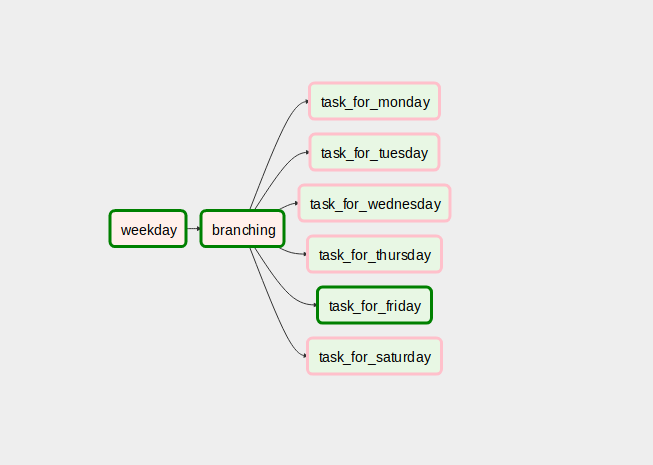 weekday
branching
task_for_monday
task_for_tuesday
task_for_wednesday
task_for_thursday
task_for_friday
task_for_saturday